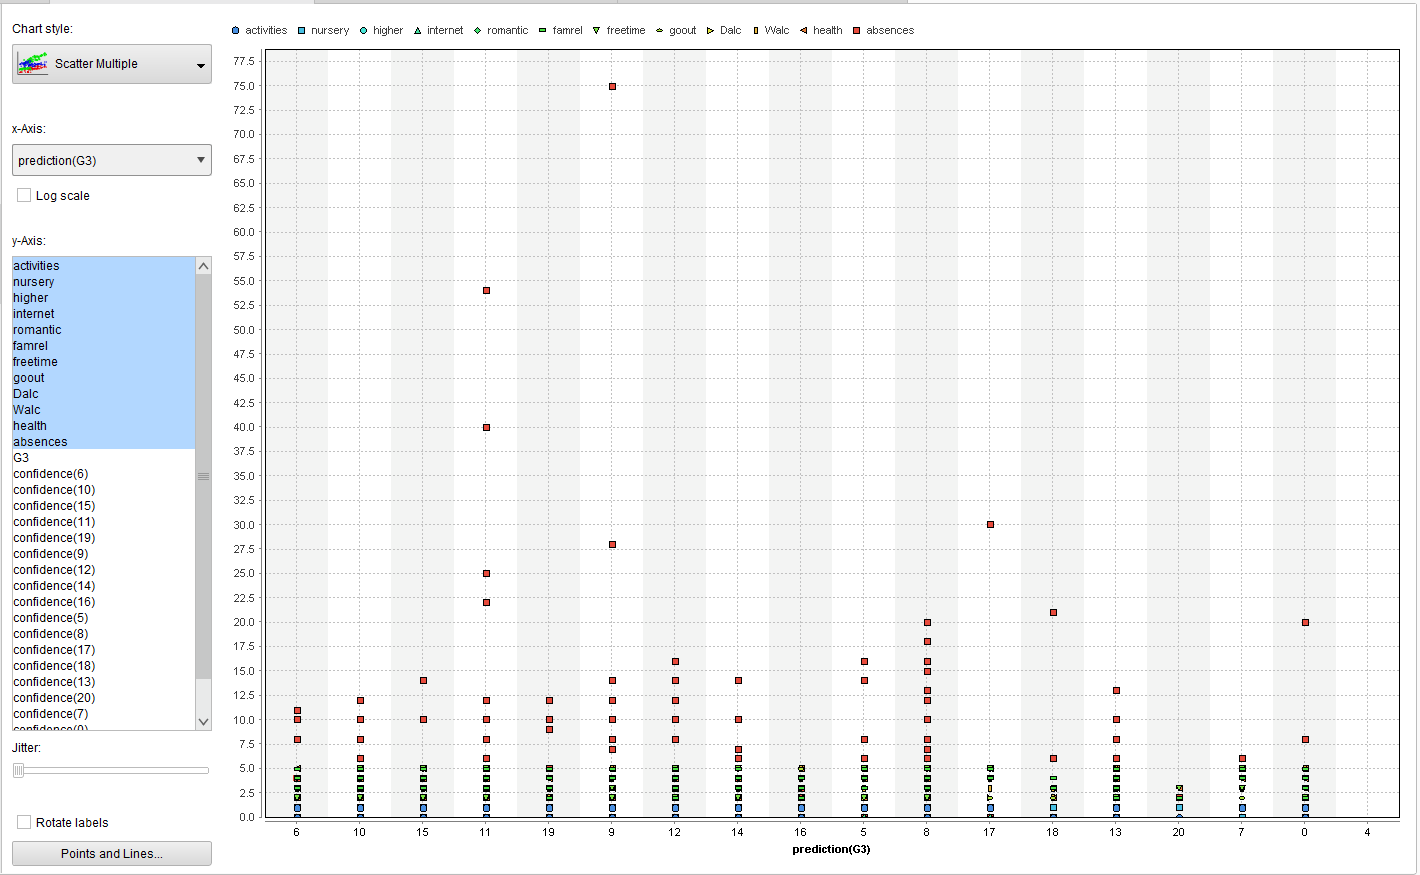 Chart style:
Scatter Multiple
x-Axis:
prediction(G3)
Log scale
y-Axis:
activities
nursery
higher
internet
romantic
famrel
freetime
goout
Dalc
Walc
health
absences
G3
confidence(6)
confidence(10)
confidence(15)
confidence(11)
confidence(19)
confidence(9)
confidence(12)
confidence(14)
confidence(16)
confidence(5)
confidence(8)
confidence(17)
confidence(18)
confidence(13)
confidence(20)
confidence(7)
confidence(0)
Jitter:
Rotate labels
Points and Lines...
activities nursery higher internet romantic famrel freetime goout Dalc Walc health absences
77.5
75.0
72.5
70.0
67.5
65.0
62.5
60.0
57.5
55.0
52.5
50.0
47.5
45.0
42.5
40.0
37.5
35.0
32.5
30.0
27.5
25.0
22.5
20.0
17.5
15.0
12.5
10.0
7.5
5.0
2.5
0.0
6 10 15 11 19 9 12 14 16 5 8 17 18 13 20 7 0 4
prediction(G3)